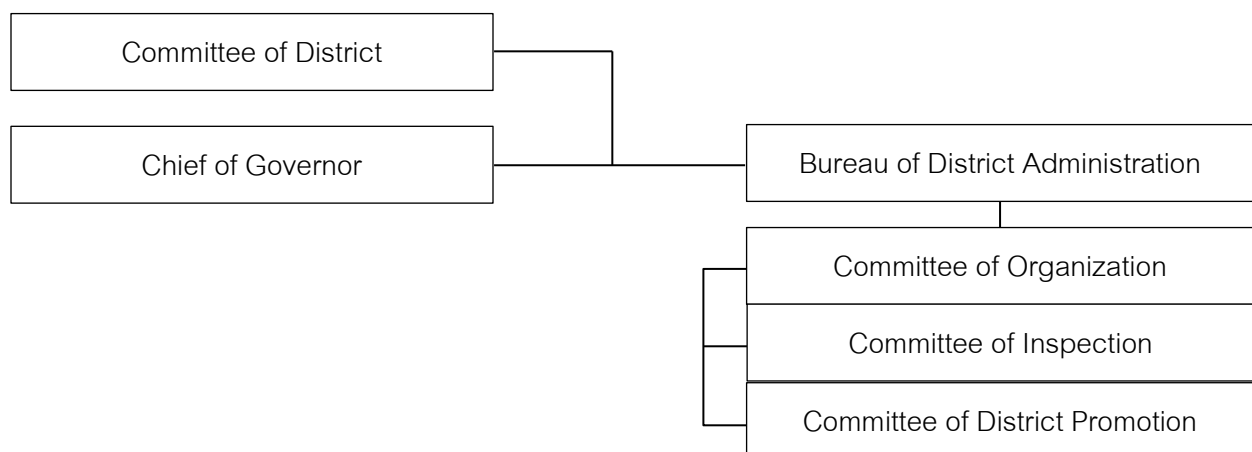 Committee of District
Chief of Governor
Bureau of District Administration
Committee of Organization
Committee of Inspection
Committee of District Promotion